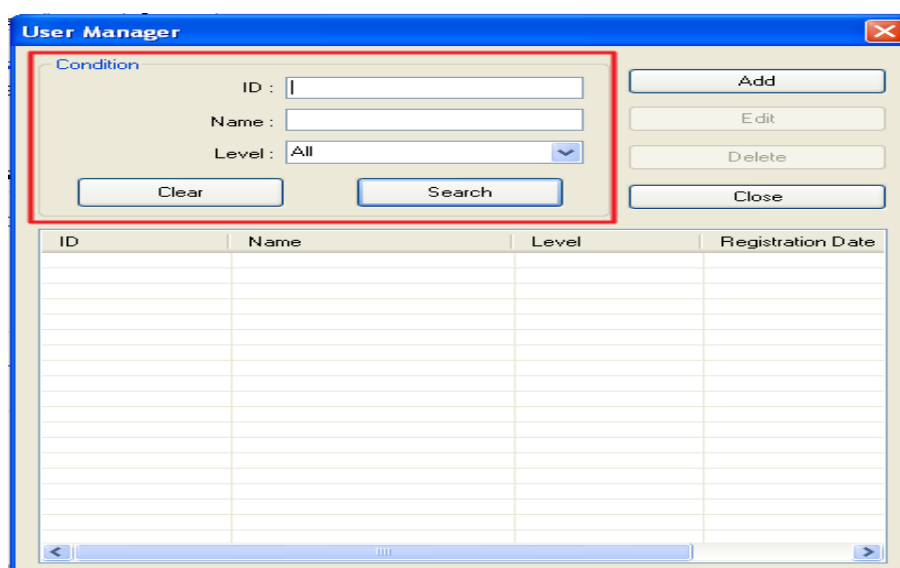 User Manager
Condition
ID :
Name :
Level : All
Clear Search
Add
Edit
Delete
Close
ID Name Level Registration Date